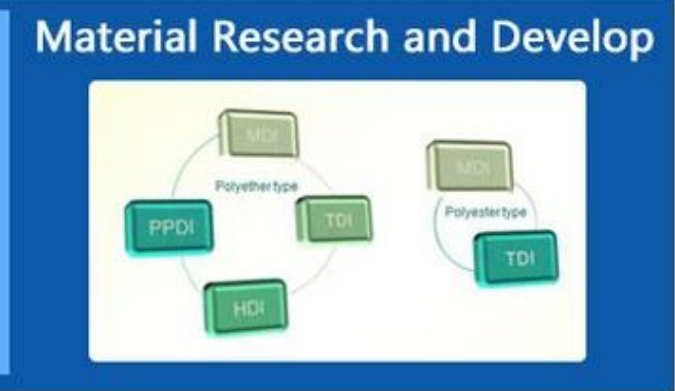 Material Research and Develop
MDI
Polyether type
PPDI
TDI
HDI
MDI
Polyester type
TDI